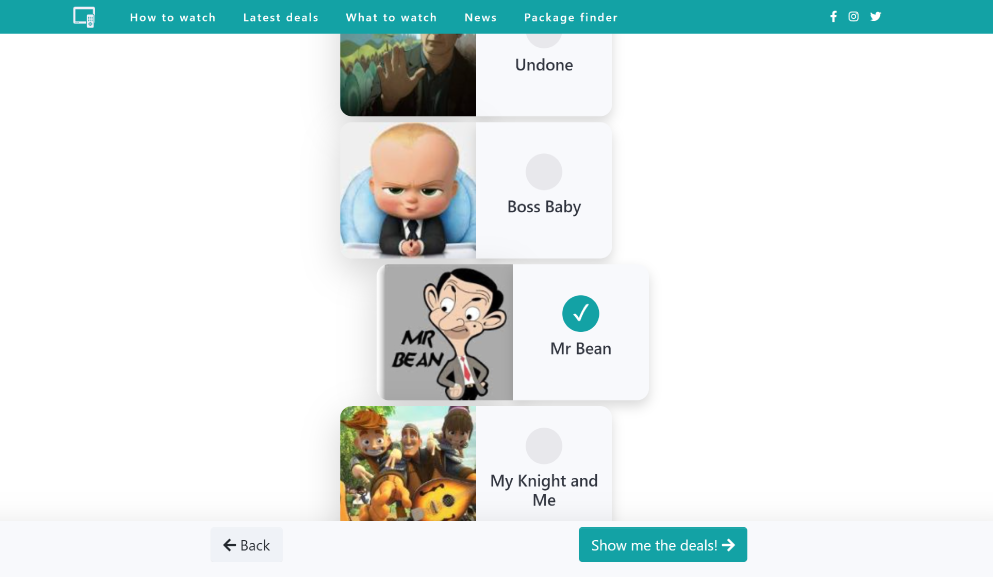 How to watch Latest deals What to watch News Package finder
Undone
Boss Baby
MR
BEAN
Mr Bean
My Knight and
Me
Back Show me the deals!